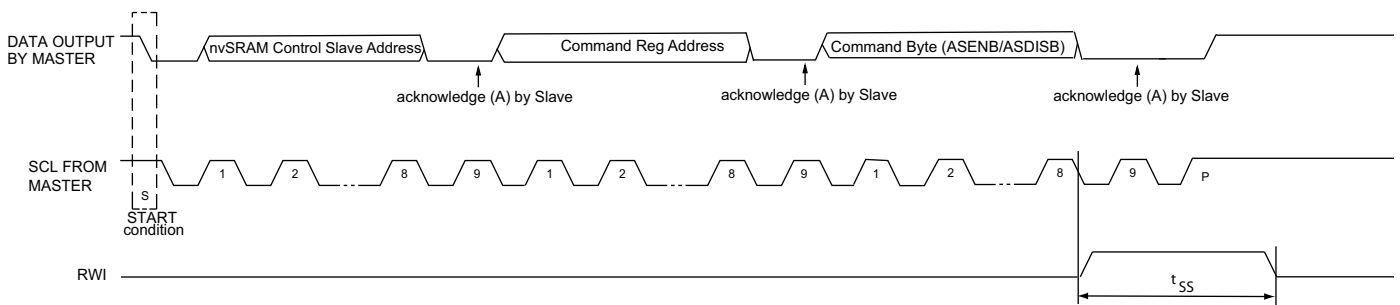 DATA OUTPUT
BY MASTER
nvSRAM Control Slave Address
Command Reg Address
Command Byte (ASENB/ASDISB)
acknowledge (A) by Slave
acknowledge (A) by Slave
acknowledge (A) by Slave
SCL FROM
MASTER
S
1
2
8
9
1
2
8
9
1
2
8
9
P
START
condition
RWI
tSS